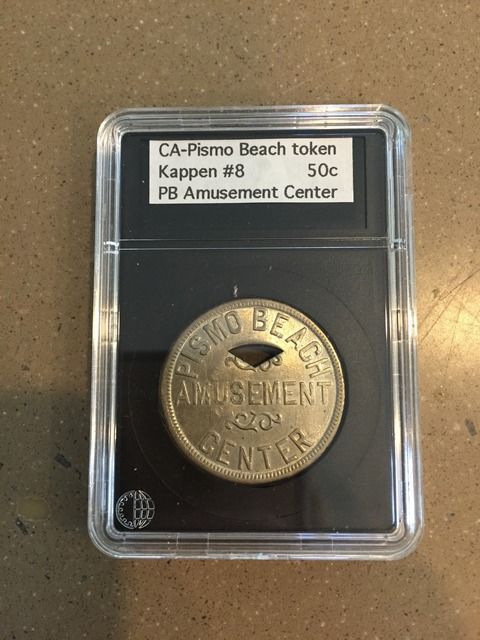 CA-Pismo Beach token
Kappen #8 50c
PB Amusement Center
PISMO BEACH
AMUSEMENT
CENTER